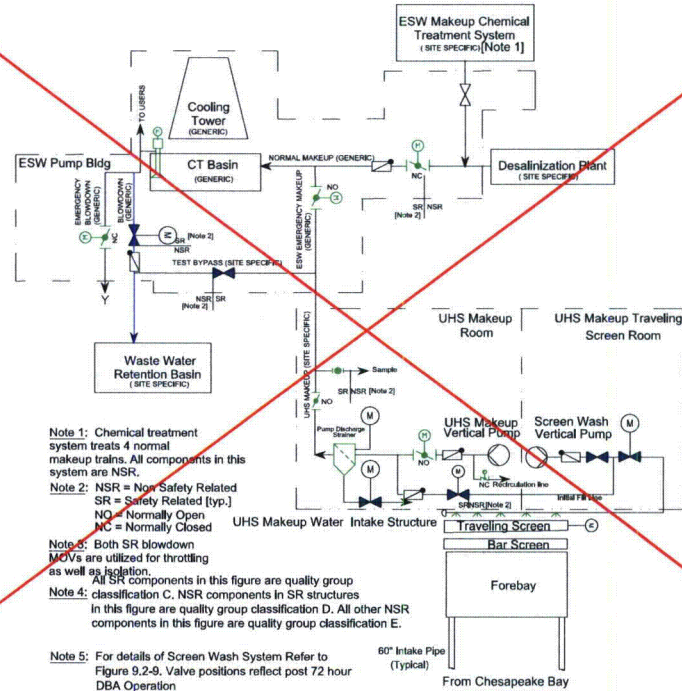 ESW Makeup Chemical
Treatment System
( SITE SPECIFIC) [Note 1]
TO USERS
Cooling
Tower
(GENERIC)
ESW Pump Bldg
CT Basin
(GENERIC)
NORMAL MAKEUP (GENERIC)
M
NC
Desalinization Plant
( SITE SPECIFIC)
SR NSR
[Note 2]
EMERGENCY
BLOWDOWN
(GENERIC)
BLOWDOWN
(GENERIC)
NO
M
ESW EMERGENCY MAKEUP
(GENERIC)
M
NC
M
[Note 2]
SR
NSR
TEST BYPASS (SITE SPECIFIC)
NSR SR
[Note 2]
Y
Waste Water
Retention Basin
( SITE SPECIFIC)
UHS Makeup
Room
UHS Makeup Traveling
Screen Room
UHS MAKEUP (SITE SPECIFIC)
Sample
SR NSR [Note 2]
NO
Pump Discharge
Strainer
M
M
NO
UHS Makeup
Vertical Pump
Screen Wash
Vertical Pump
M
M
M
NC Recirculation line
SR NSR [Note 2]
Initial Fill Line
UHS Makeup Water Intake Structure
Traveling Screen
M
Bar Screen
Forebay
60" Intake Pipe
(Typical)
From Chesapeake Bay
Note 1: Chemical treatment
system treats 4 normal
makeup trains. All components in this
system are NSR.
Note 2: NSR = Non Safety Related
SR = Safety Related [typ.]
NO = Normally Open
NC = Normally Closed
Note 3: Both SR blowdown
MOVs are utilized for throttling
as well as isolation.
All SR components in this figure are quality group
Note 4: classification C. NSR components in SR structures
in this figure are quality group classification D. All other NSR
components in this figure are quality group classification E.
Note 5: For details of Screen Wash System Refer to
Figure 9.2-9. Valve positions reflect post 72 hour
DBA Operation